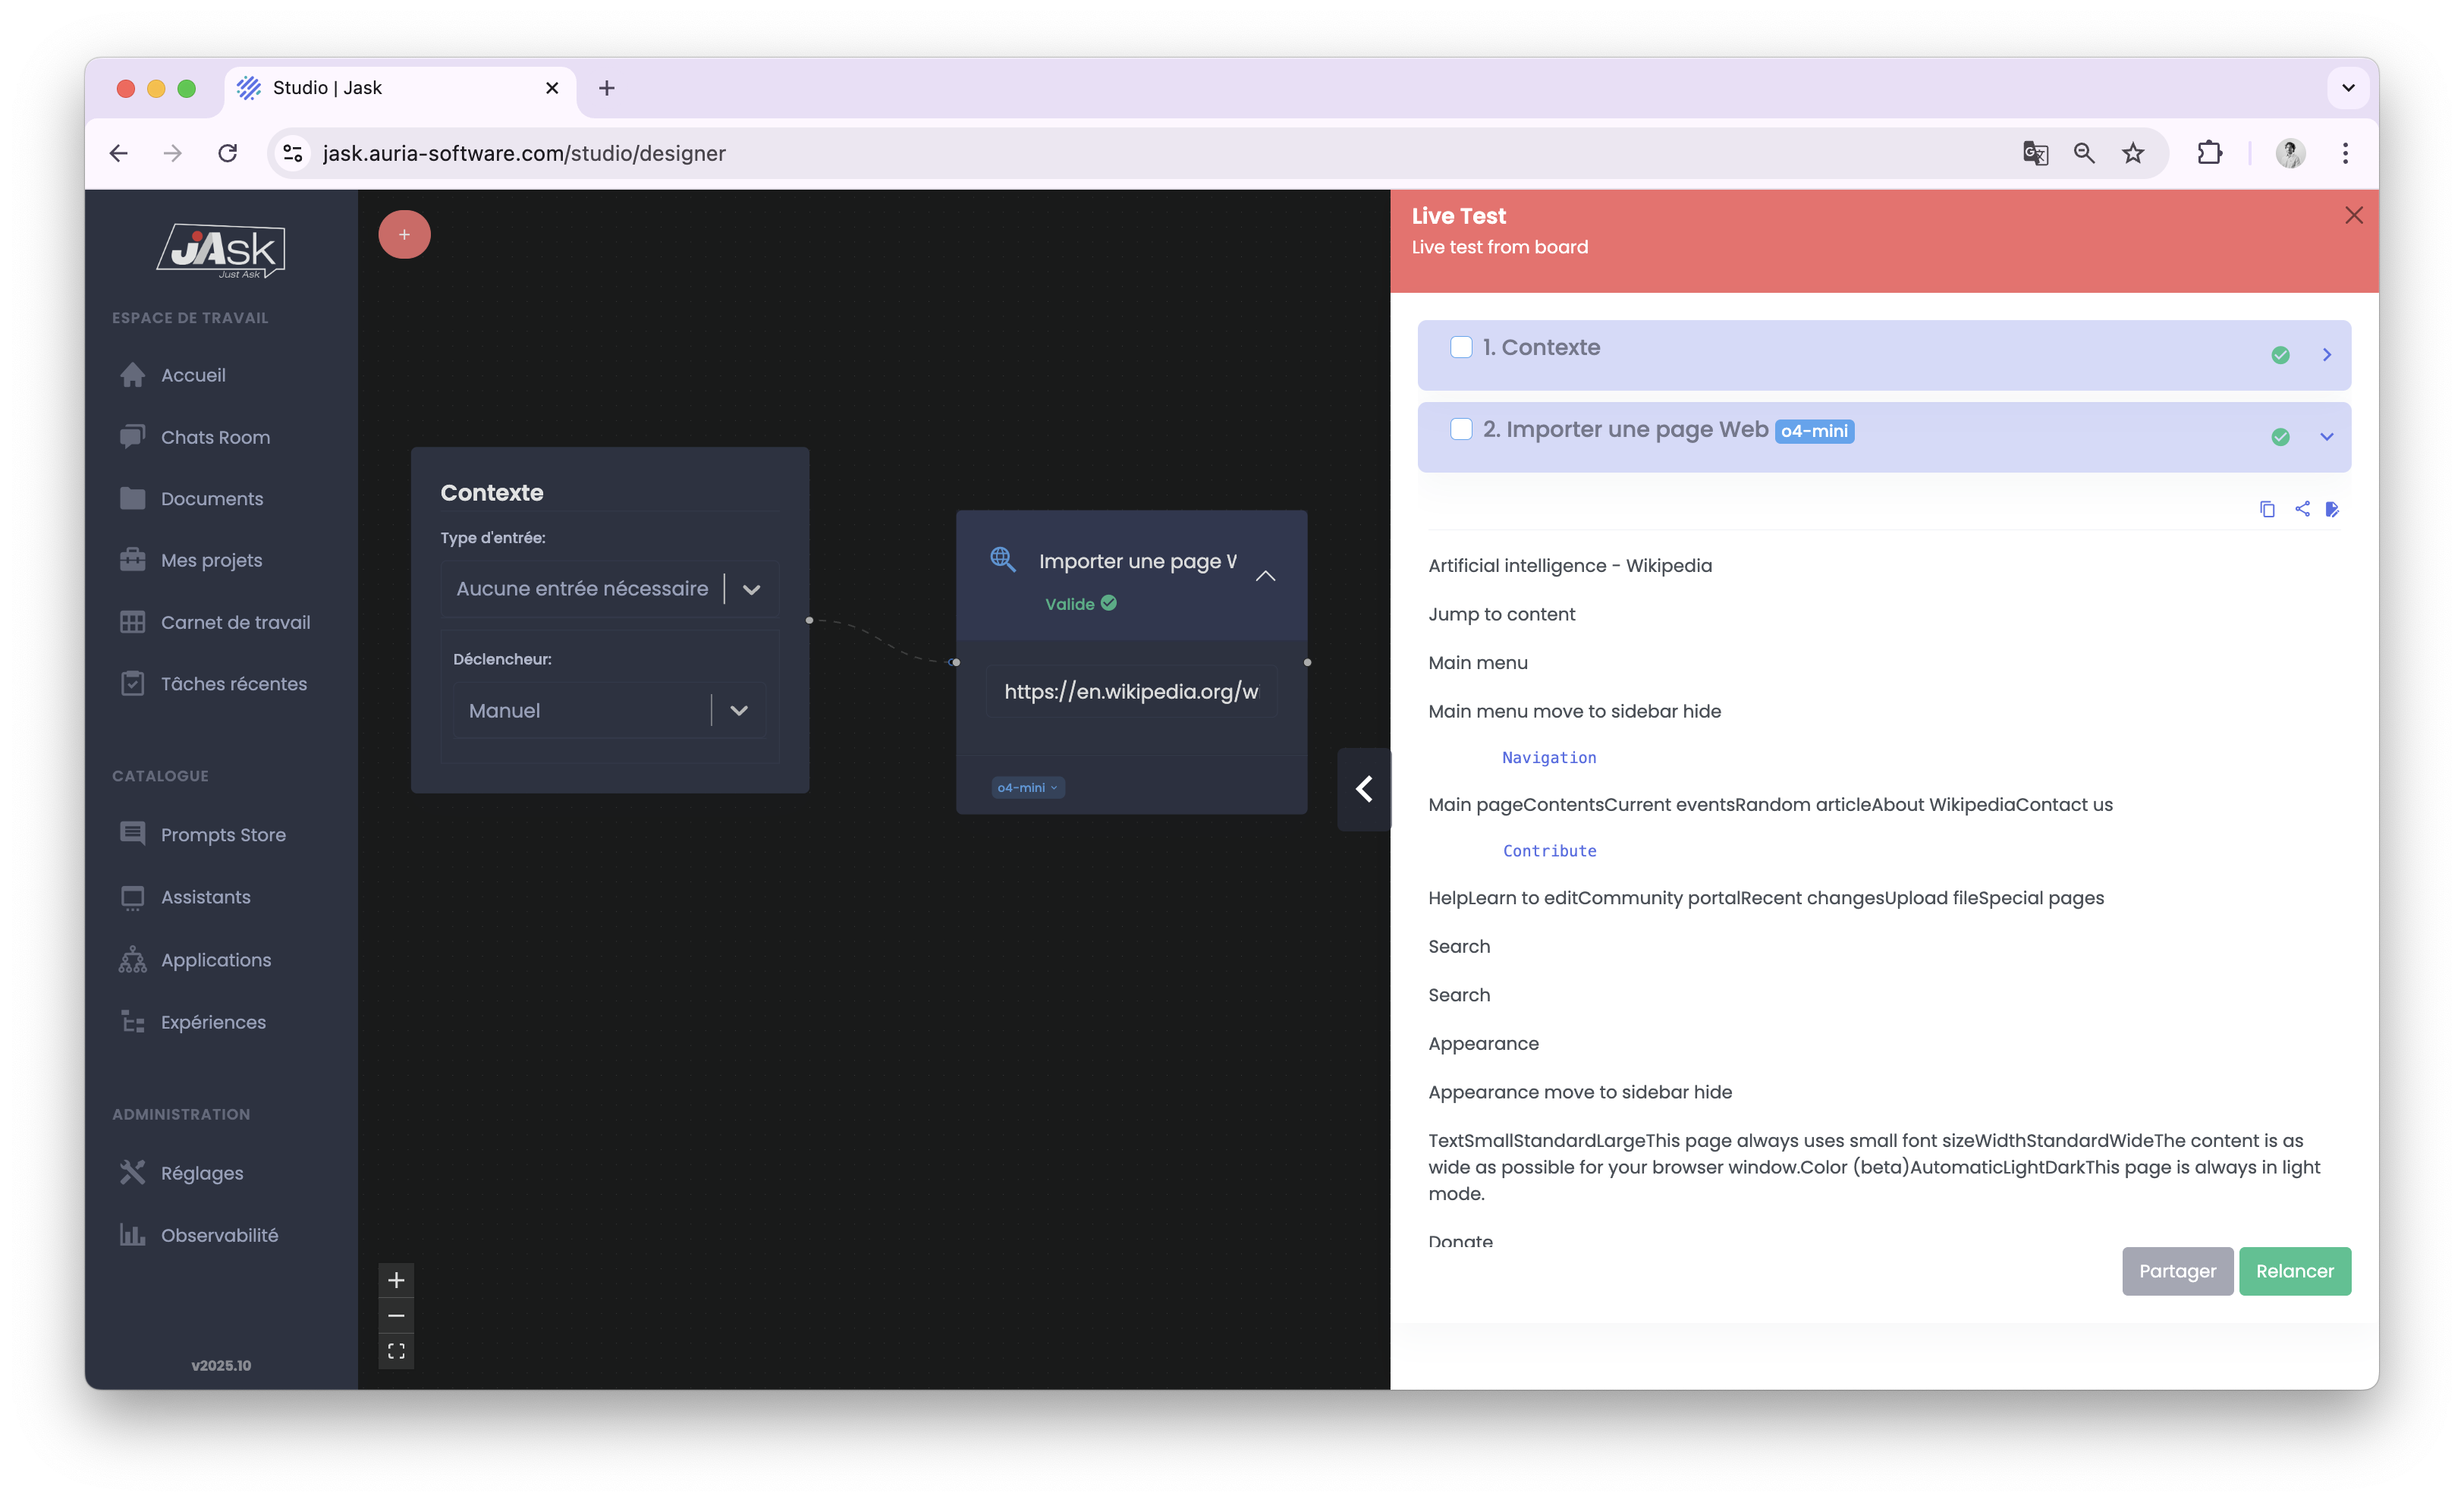 Studio | Jask
jask.auria-software.com/studio/designer
jAsk
Just Ask
ESPACE DE TRAVAIL
Accueil
Chats Room
Documents
Mes projets
Carnet de travail
Tâches récentes
CATALOGUE
Prompts Store
Assistants
Applications
Expériences
ADMINISTRATION
Réglages
Observabilité
v2025.10
+
Contexte
Type d'entrée:
Aucune entrée nécessaire
Déclencheur:
Manuel
Importer une page W
Valide
https://en.wikipedia.org/w
o4-mini
Live Test
Live test from board
1. Contexte
2. Importer une page Web o4-mini
Artificial intelligence - Wikipedia
Jump to content
Main menu
Main menu move to sidebar hide
Navigation
Main pageContentsCurrent eventsRandom articleAbout WikipediaContact us
Contribute
HelpLearn to editCommunity portalRecent changesUpload fileSpecial pages
Search
Search
Appearance
Appearance move to sidebar hide
TextSmallStandardLargeThis page always uses small font sizeWidthStandardWideThe content is as
wide as possible for your browser window.Color (beta)AutomaticLightDarkThis page is always in light
mode.
Donate
Partager
Relancer